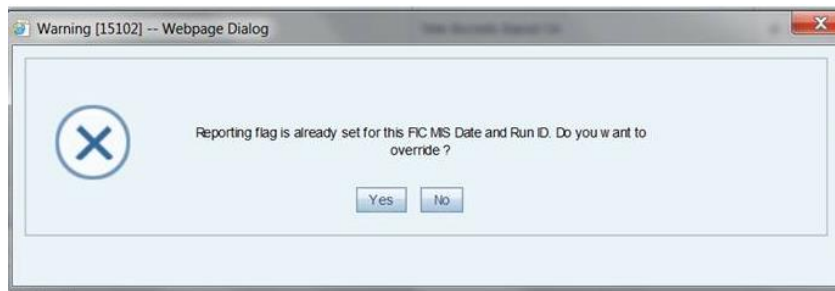 Warning [15102] -- Webpage Dialog
Reporting flag is already set for this FIC MIS Date and Run ID. Do you want to
override ?
Yes No